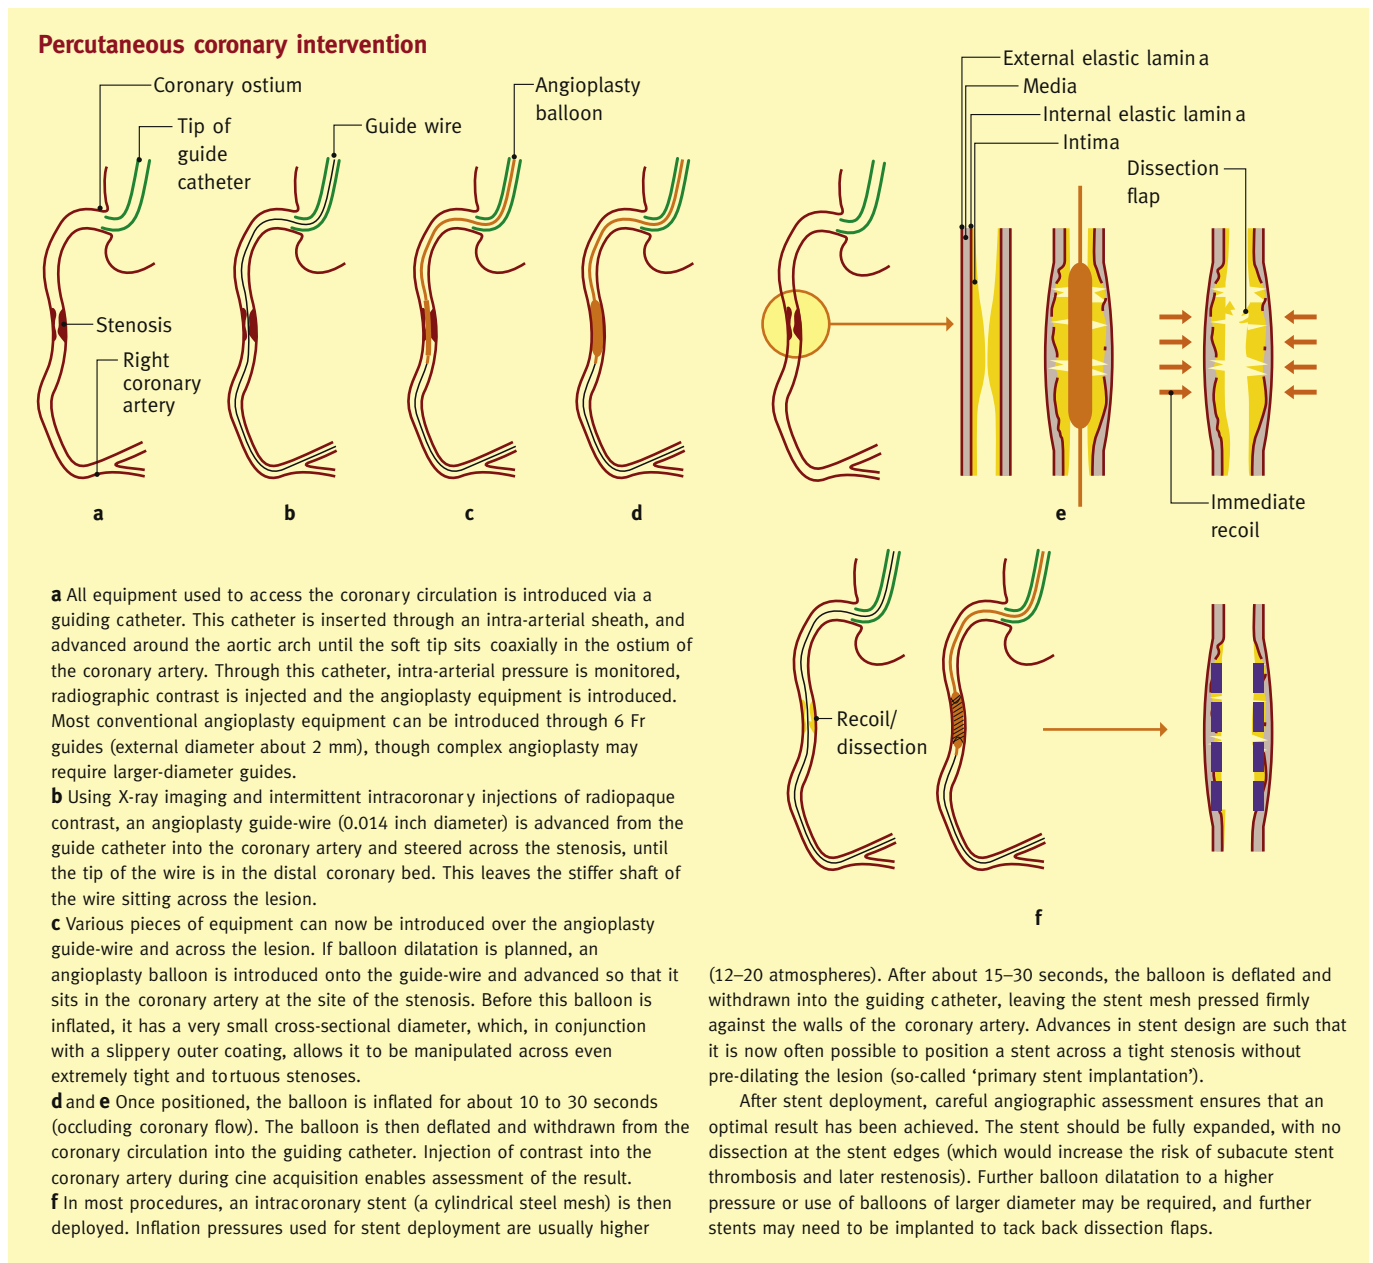 Percutaneous coronary intervention
Coronary ostium
Tip of
guide
catheter
Guide wire
Angioplasty
balloon
External elastic lamina
Media
Internal elastic lamina
Intima
Dissection
flap
Stenosis
Right
coronary
artery
Immediate
recoil
a
b
c
d
e
Recoil/
dissection
f
a All equipment used to access the coronary circulation is introduced via a
guiding catheter. This catheter is inserted through an intra-arterial sheath, and
advanced around the aortic arch until the soft tip sits coaxially in the ostium of
the coronary artery. Through this catheter, intra-arterial pressure is monitored,
radiographic contrast is injected and the angioplasty equipment is introduced.
Most conventional angioplasty equipment can be introduced through 6 Fr
guides (external diameter about 2 mm), though complex angioplasty may
require larger-diameter guides.
b Using X-ray imaging and intermittent intracoronary injections of radiopaque
contrast, an angioplasty guide-wire (0.014 inch diameter) is advanced from the
guide catheter into the coronary artery and steered across the stenosis, until
the tip of the wire is in the distal coronary bed. This leaves the stiffer shaft of
the wire sitting across the lesion.
c Various pieces of equipment can now be introduced over the angioplasty
guide-wire and across the lesion. If balloon dilatation is planned, an
angioplasty balloon is introduced onto the guide-wire and advanced so that it
sits in the coronary artery at the site of the stenosis. Before this balloon is
inflated, it has a very small cross-sectional diameter, which, in conjunction
with a slippery outer coating, allows it to be manipulated across even
extremely tight and tortuous stenoses.
d and e Once positioned, the balloon is inflated for about 10 to 30 seconds
(occluding coronary flow). The balloon is then deflated and withdrawn from the
coronary circulation into the guiding catheter. Injection of contrast into the
coronary artery during cine acquisition enables assessment of the result.
f In most procedures, an intracoronary stent (a cylindrical steel mesh) is then
deployed. Inflation pressures used for stent deployment are usually higher
(12–20 atmospheres). After about 15–30 seconds, the balloon is deflated and
withdrawn into the guiding catheter, leaving the stent mesh pressed firmly
against the walls of the coronary artery. Advances in stent design are such that
it is now often possible to position a stent across a tight stenosis without
pre-dilating the lesion (so-called ‘primary stent implantation’).
After stent deployment, careful angiographic assessment ensures that an
optimal result has been achieved. The stent should be fully expanded, with no
dissection at the stent edges (which would increase the risk of subacute stent
thrombosis and later restenosis). Further balloon dilatation to a higher
pressure or use of balloons of larger diameter may be required, and further
stents may need to be implanted to tack back dissection flaps.